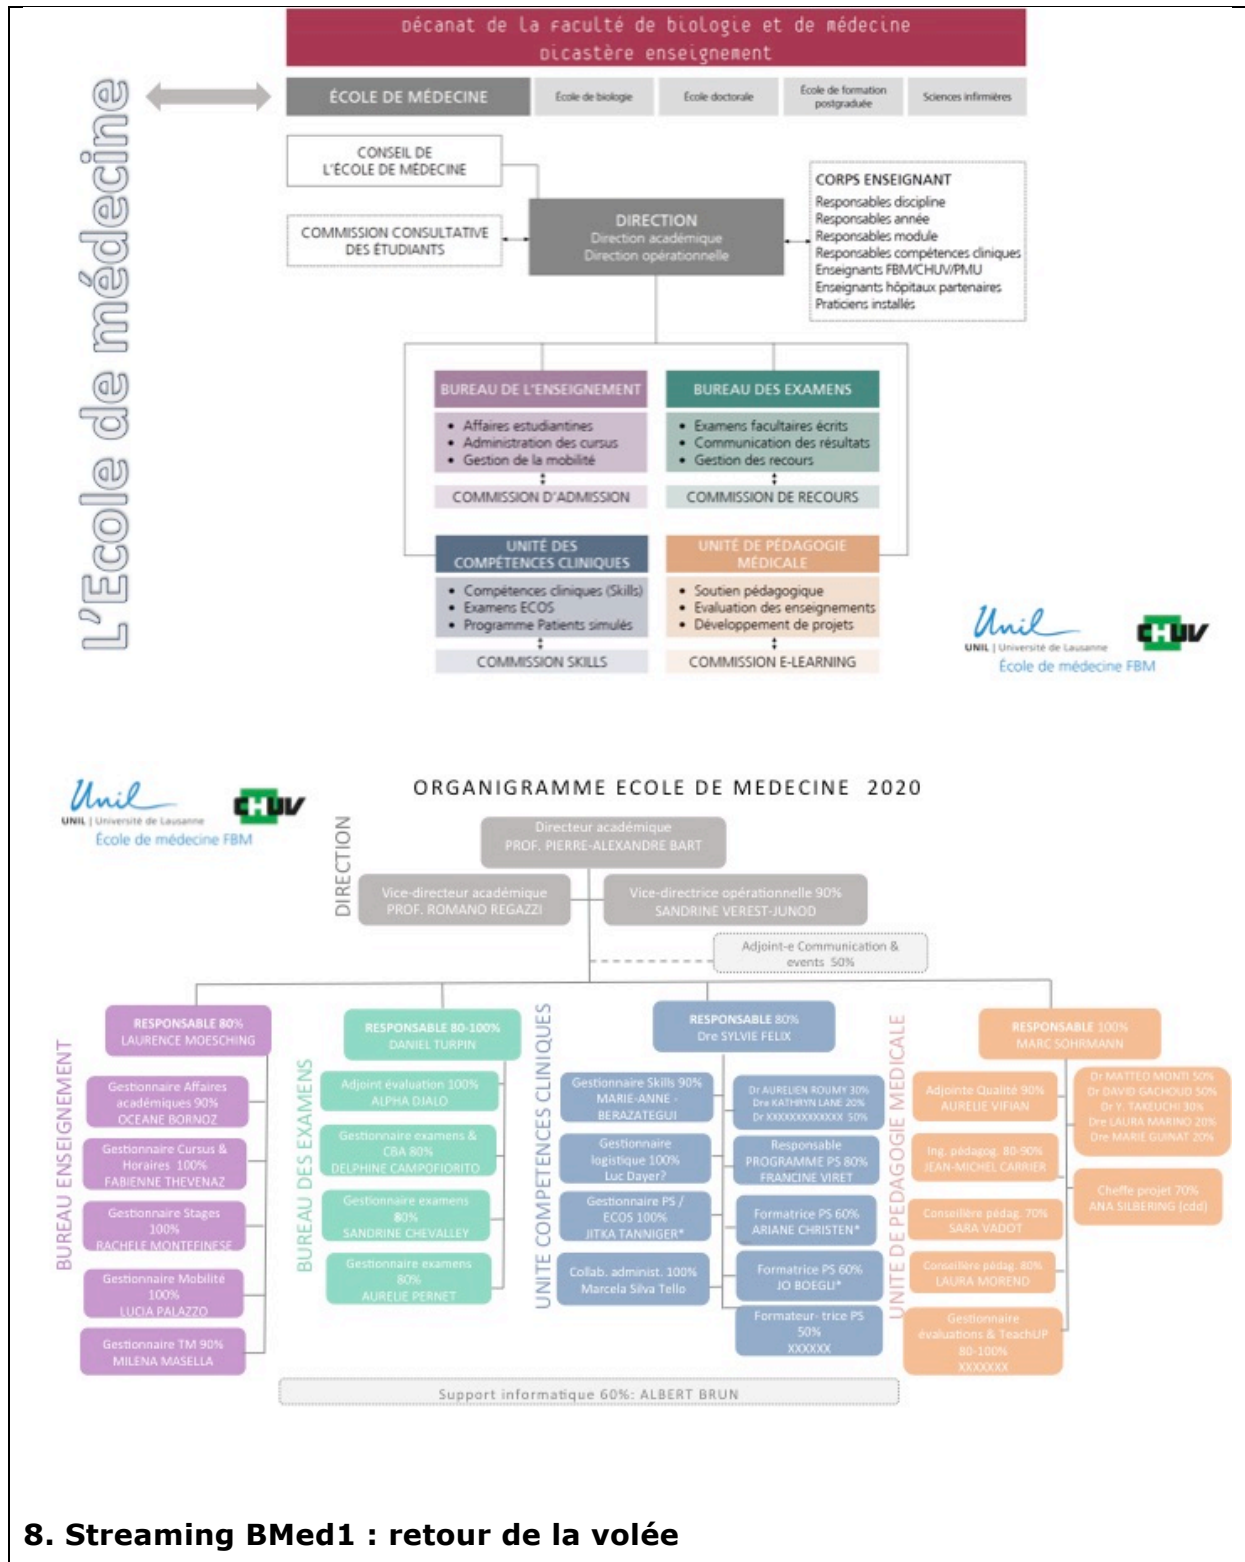 Décanat de la Faculté de biologie et de médecine
Dicastère enseignement
L'Ecole de médecine
ÉCOLE DE MÉDECINE
École de biologie
École doctorale
École de formation
postgraduée
Sciences infirmières
CONSEIL DE
L'ÉCOLE DE MÉDECINE
COMMISSION CONSULTATIVE
DES ÉTUDIANTS
DIRECTION
Direction académique
Direction opérationnelle
CORPS ENSEIGNANT
Responsables discipline
Responsables année
Responsables module
Responsables compétences cliniques
Enseignants FBM/CHUV/PMU
Enseignants hôpitaux partenaires
Praticiens installés
BUREAU DE L'ENSEIGNEMENT
• Affaires estudiantines
• Administration des cursus
• Gestion de la mobilité
COMMISSION D'ADMISSION
BUREAU DES EXAMENS
• Examens facultaires écrits
• Communication des résultats
• Gestion des recours
COMMISSION DE RECOURS
UNITÉ DES
COMPÉTENCES CLINIQUES
• Compétences cliniques (Skills)
• Examens ECOS
• Programme Patients simulés
COMMISSION SKILLS
UNITÉ DE PÉDAGOGIE
MÉDICALE
• Soutien pédagogique
• Evaluation des enseignements
• Développement de projets
COMMISSION E-LEARNING
Unil
UNIL | Université de Lausanne
École de médecine FBM
CHUV
Unil
UNIL | Université de Lausanne
École de médecine FBM
CHUV
ORGANIGRAMME ECOLE DE MEDECINE 2020
DIRECTION
Directeur académique
PROF. PIERRE-ALEXANDRE BART
Vice-directeur académique
PROF. ROMANO REGAZZI
Vice-directrice opérationnelle 90%
SANDRINE VEREST-JUNOD
Adjoint-e Communication &
events 50%
BUREAU ENSEIGNEMENT
RESPONSABLE 80%
LAURENCE MOESCHING
Gestionnaire Affaires
académiques 90%
OCEANE BORNOZ
Gestionnaire Cursus &
Horaires 100%
FABIENNE THEVENAZ
Gestionnaire Stages
100%
RACHELE MONTEFINESE
Gestionnaire Mobilité
100%
LUCIA PALAZZO
Gestionnaire TM 90%
MILENA MASELLA
BUREAU DES EXAMENS
RESPONSABLE 80-100%
DANIEL TURPIN
Adjoint évaluation 100%
ALPHA DJALO
Gestionnaire examens &
CBA 80%
DELPHINE CAMPOFIORITO
Gestionnaire examens
80%
SANDRINE CHEVALLEY
Gestionnaire examens
80%
AURELIE PERNET
UNITE COMPETENCES CLINIQUES
RESPONSABLE 80%
Dre SYLVIE FELIX
Gestionnaire Skills 90%
MARIE-ANNE -
BERAZATEGUI
Gestionnaire
logistique 100%
Luc Dayer?
Gestionnaire PS /
ECOS 100%
JITKA TANNIGER*
Collab. administ. 100%
Marcela Silva Tello
Dr AURELIEN ROUMY 30%
Dre KATHRYN LANE 20%
Dr XXXXXXXXXXXXX 50%
Responsable
PROGRAMME PS 80%
FRANCINE VIRET
Formatrice PS 60%
ARIANE CHRISTEN*
Formatrice PS 60%
JO BOEGLI*
Formateur- trice PS
50%
XXXXXX
UNITE DE PEDAGOGIE MEDICALE
RESPONSABLE 100%
MARC SOHRMANN
Adjointe Qualité 90%
AURELIE VIFIAN
Ing. pédagog. 80-90%
JEAN-MICHEL CARRIER
Conseillère pédag. 70%
SARA VADOT
Conseillère pédag. 80%
LAURA MOREND
Gestionnaire
évaluations & TeachUP
80-100%
XXXXXXX
Dr MATTEO MONTI 50%
Dr DAVID GACHOUD 50%
Dr Y. TAKEUCHI 30%
Dre LAURA MARINO 20%
Dre MARIE GUINAT 20%
Cheffe projet 70%
ANA SILBERING (cdd)
Support informatique 60%: ALBERT BRUN
8. Streaming BMed1 : retour de la volée